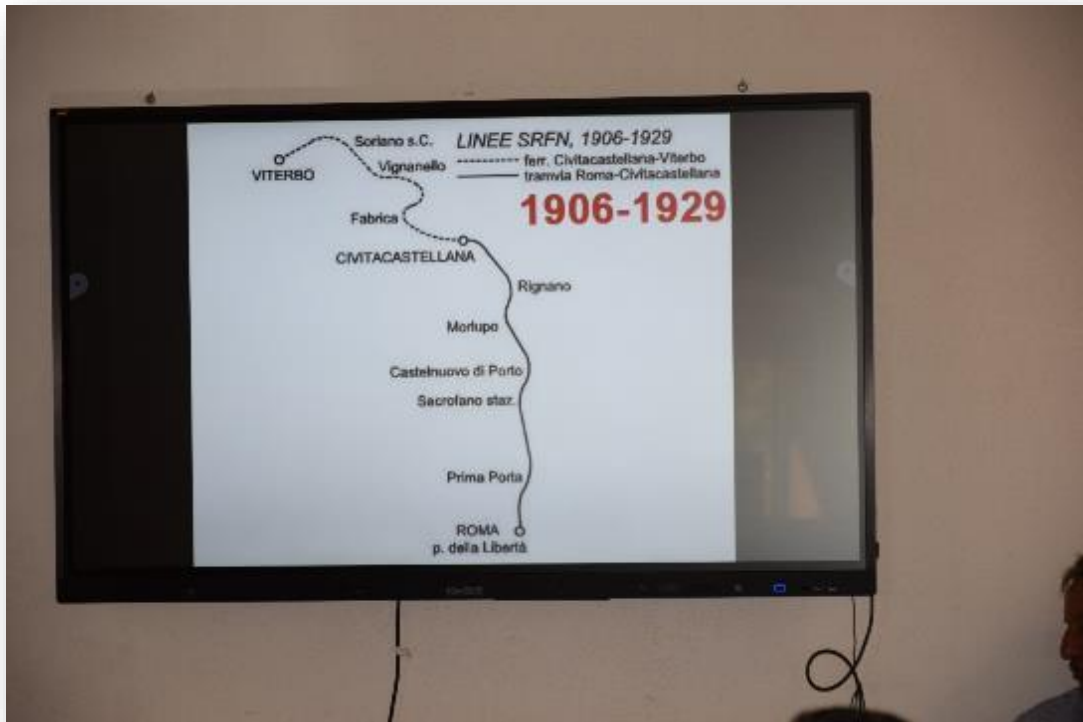 LINEE SRFN, 1906-1929
ferr. Civitacastellana-Viterbo
tramvia Roma-Civitacastellana
1906-1929
Soriano s.C.
VITERBO
Vignanello
Fabrica
CIVITACASTELLANA
Rignano
Morlupo
Castelnuovo di Porto
Sacrofano staz.
Prima Porta
ROMA
p. della Libertà